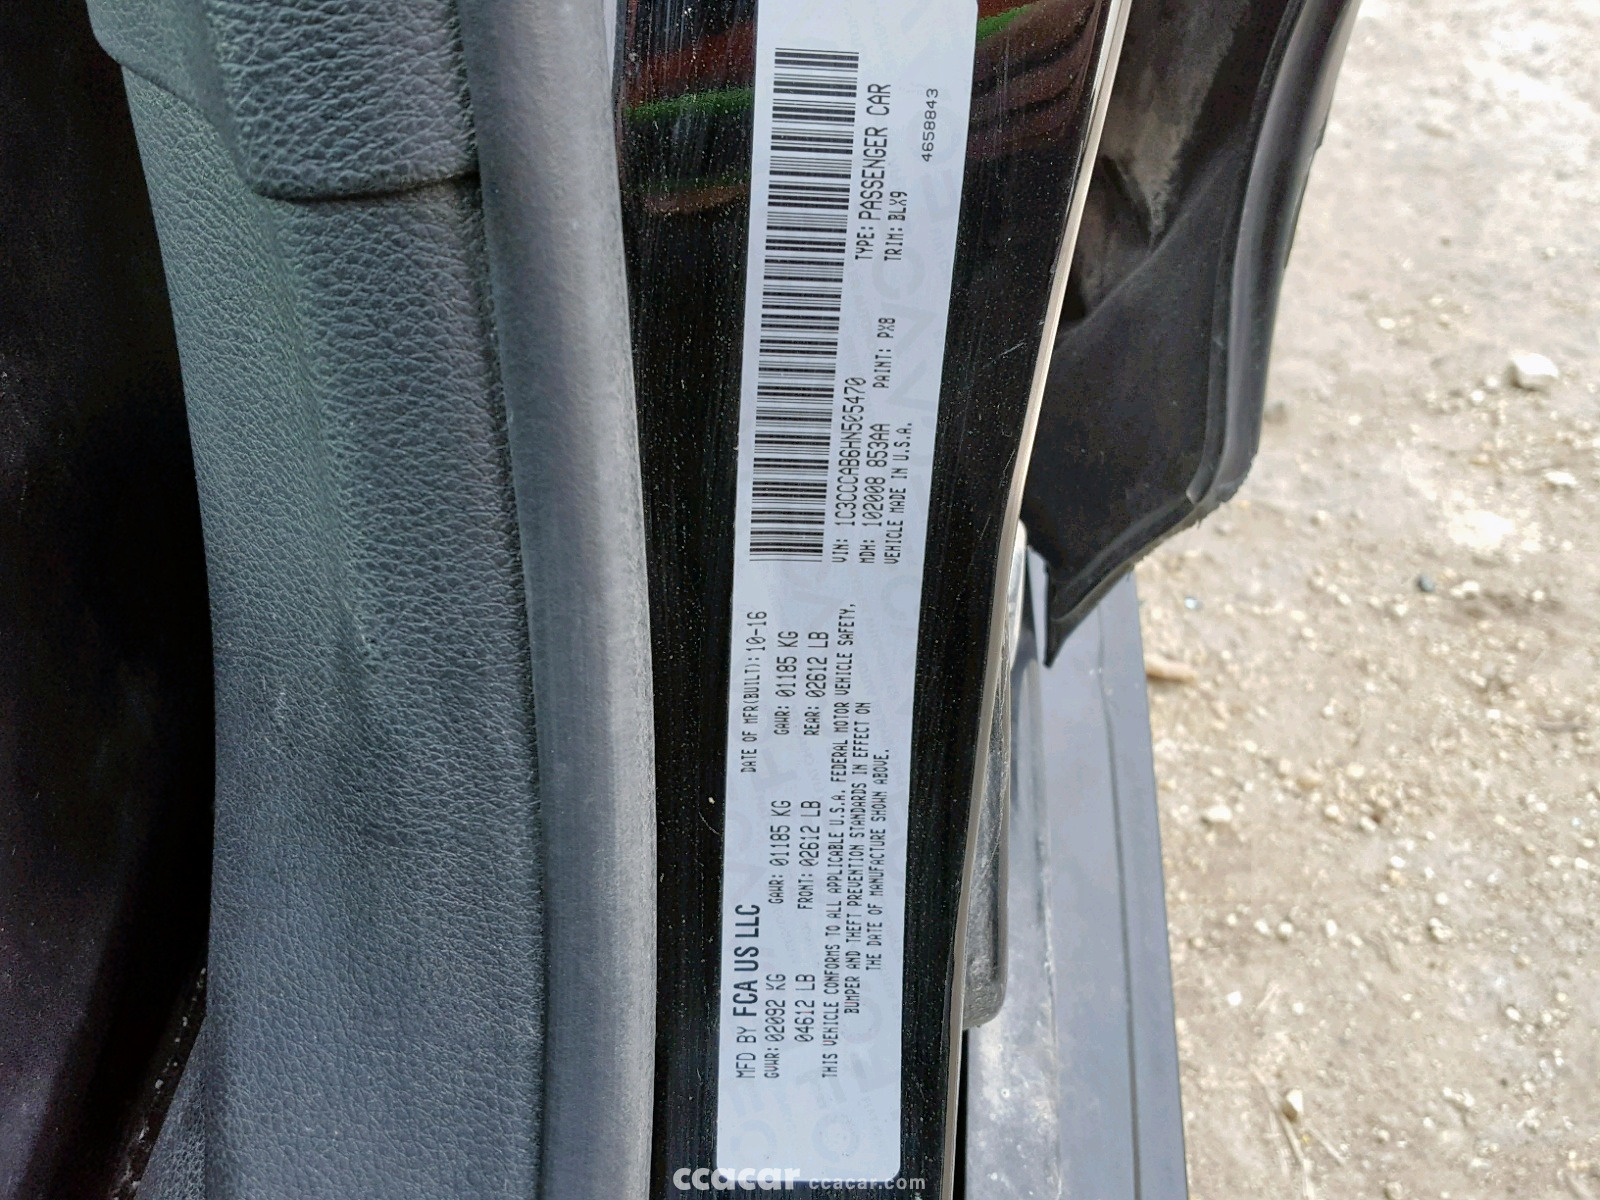 MFD BY FCA US LLC
DATE OF MFR(BUILT): 10-16
GVWR: 02092 KG
GAWR: 01185 KG
GAWR: 01185 KG
04612 LB
FRONT: 02612 LB
REAR: 02612 LB
THIS VEHICLE CONFORMS TO ALL APPLICABLE U.S.A. FEDERAL MOTOR VEHICLE SAFETY,
BUMPER AND THEFT PREVENTION STANDARDS IN EFFECT ON
THE DATE OF MANUFACTURE SHOWN ABOVE.
VIN: 1C3CCCAB6HN505470
TYPE: PASSENGER CAR
MDH: 102008 853AA
PAINT: PX8
TRIM: BLX9
VEHICLE MADE IN U.S.A.
4658843
ccacar ccacar.com